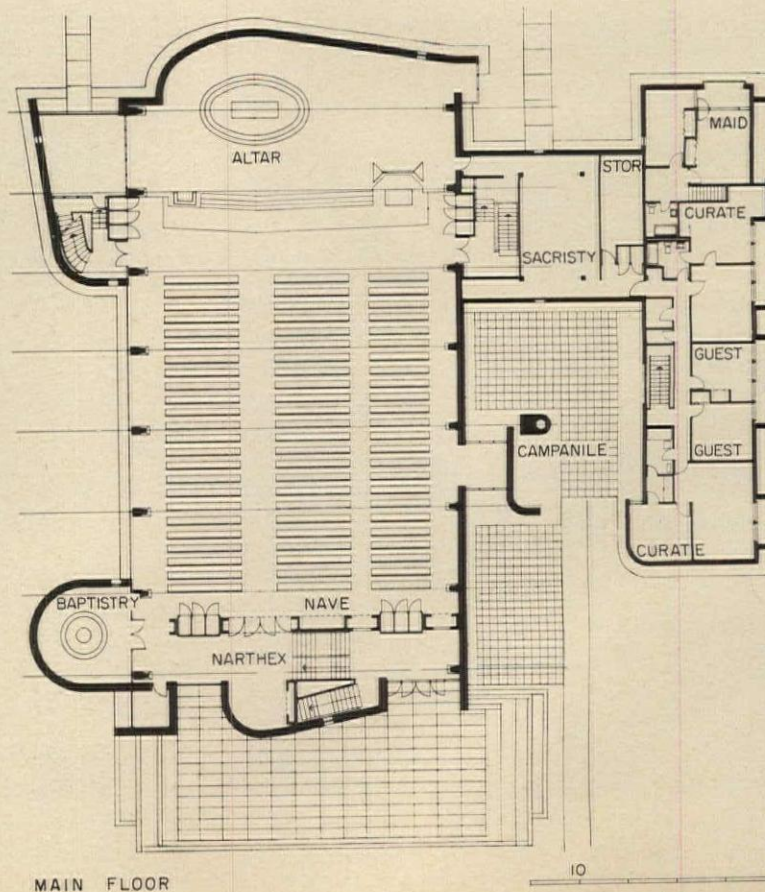 MAID
ALTAR
STOR
CURATE
SACRISTY
GUEST
CAMPANILE
GUEST
CURATE
BAPTISTRY
NAVE
NARTHEX
10
MAIN FLOOR